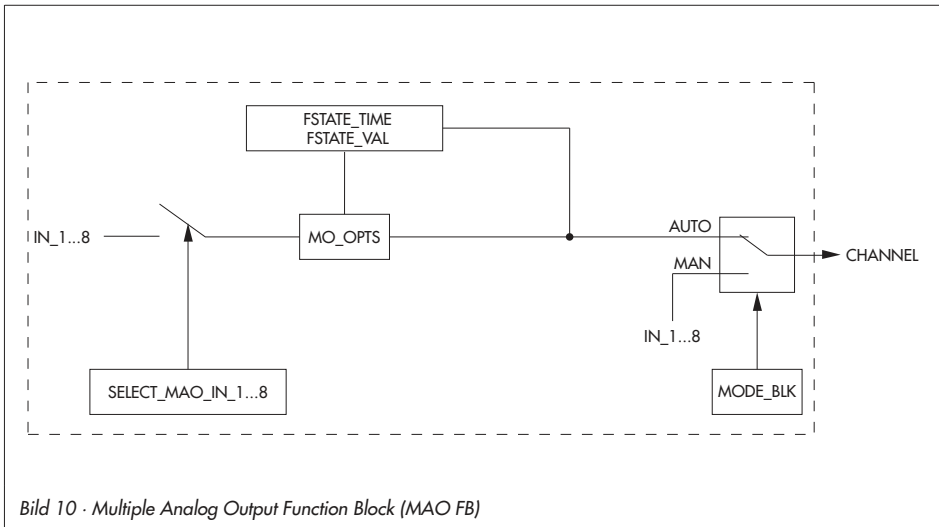 FSTATE_TIME
FSTATE_VAL
IN_1...8
MO_OPTS
AUTO
CHANNEL
MAN
IN_1...8
SELECT_MAO_IN_1...8
MODE_BLK
Bild 10 · Multiple Analog Output Function Block (MAO FB)